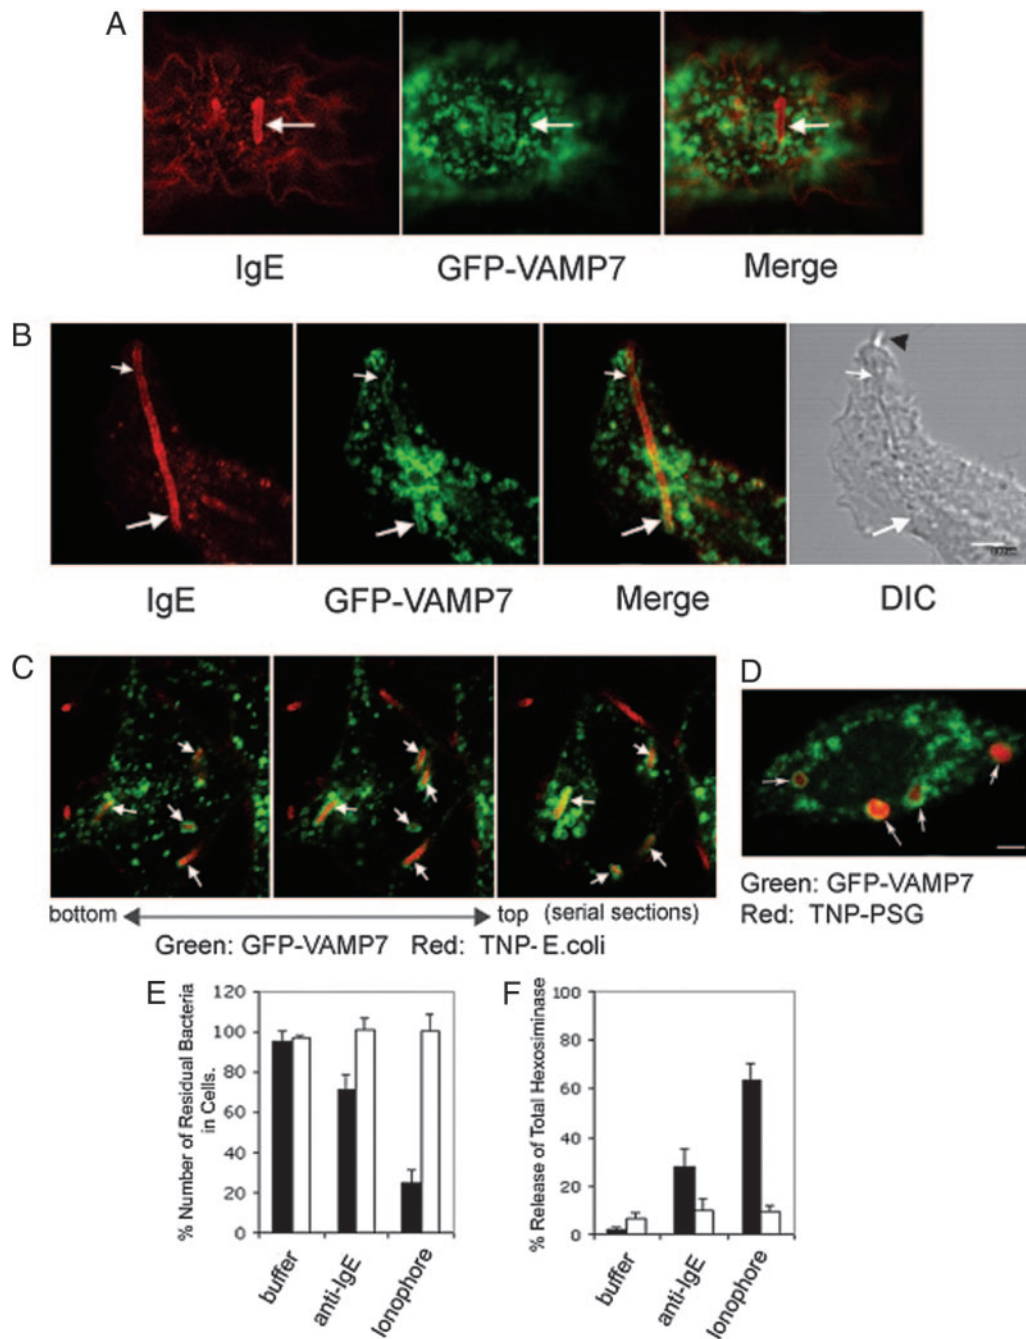 A
IgE
GFP-VAMP7
Merge
B
IgE
GFP-VAMP7
Merge
DIC
C
D
bottom
top
(serial sections)
Green: GFP-VAMP7 Red: TNP-E.coli
Green: GFP-VAMP7
Red: TNP-PSG
E
% Number of Residual Bacteria
in Cells.
120
100
80
60
40
20
0
buffer
anti-IgE
Ionophore
F
% Release of Total Hexosiminase
100
80
60
40
20
0
buffer
anti-IgE
Ionophore